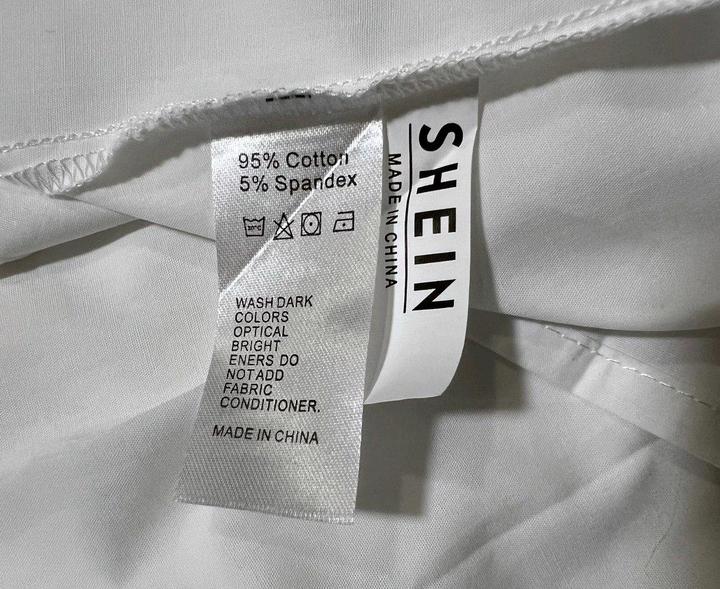 95% Cotton
5% Spandex
30°C
WASH DARK
COLORS
OPTICAL
BRIGHT
ENERS DO
NOT ADD
FABRIC
CONDITIONER.
MADE IN CHINA
SHEIN
MADE IN CHINA